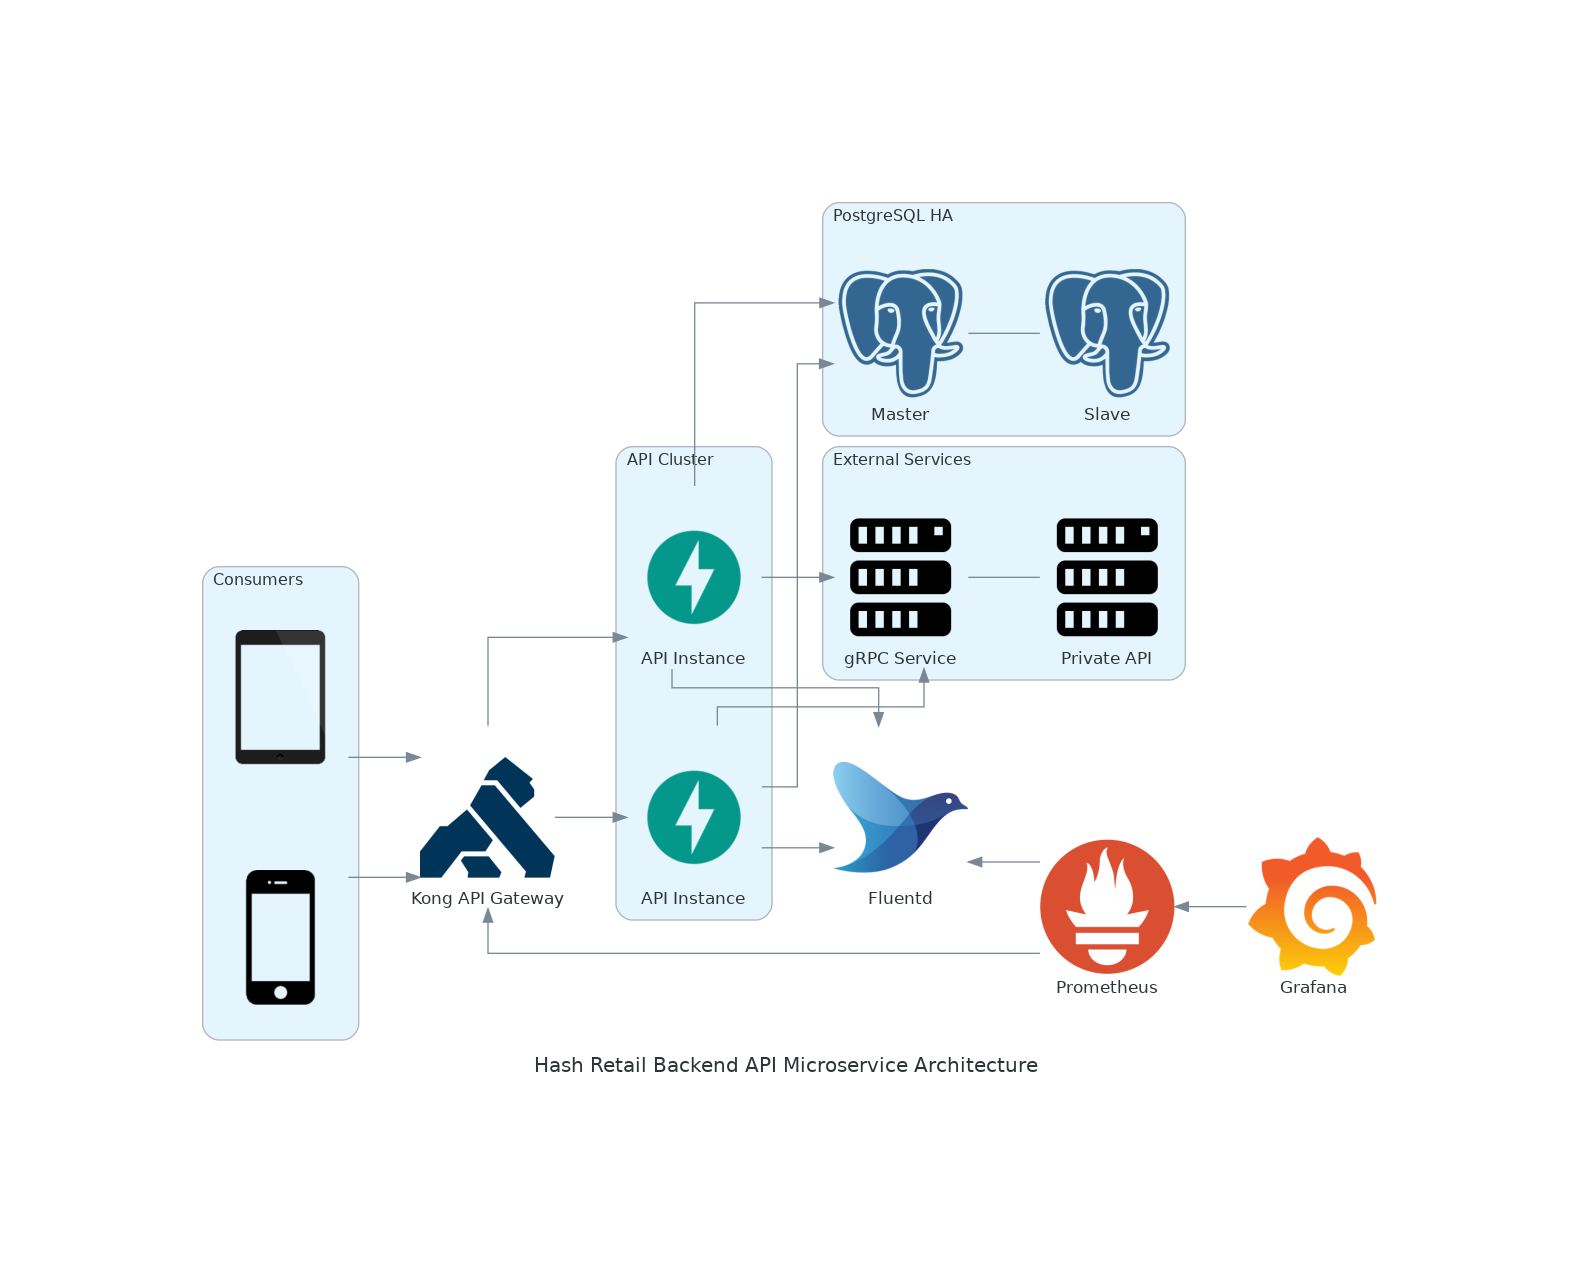 PostgreSQL HA
Master
Slave
API Cluster
External Services
API Instance
gRPC Service
Private API
Consumers
Kong API Gateway
API Instance
Fluentd
Prometheus
Grafana
Hash Retail Backend API Microservice Architecture